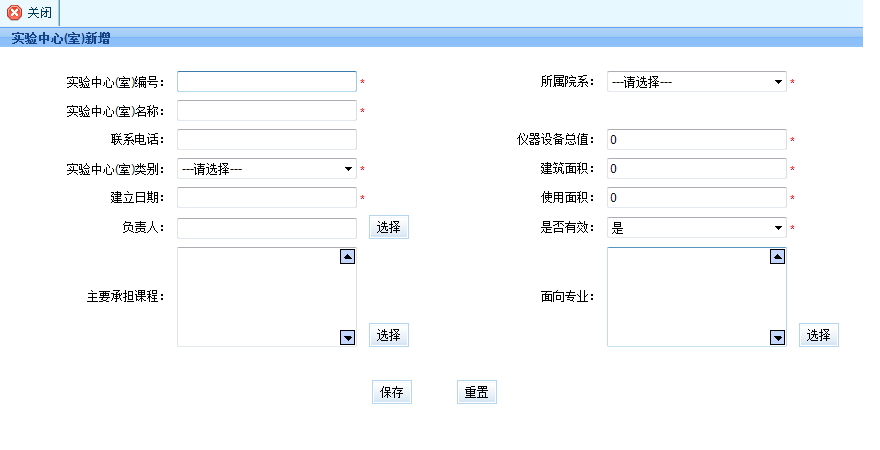 关闭
实验中心(室)新增
实验中心(室)编号： * 所属院系： ---请选择--- *
实验中心(室)名称： *
联系电话： 仪器设备总值： 0 *
实验中心(室)类别： ---请选择--- * 建筑面积： 0 *
建立日期： * 使用面积： 0 *
负责人： 选择 是否有效： 是 *
主要承担课程： 面向专业：
选择 选择
保存 重置